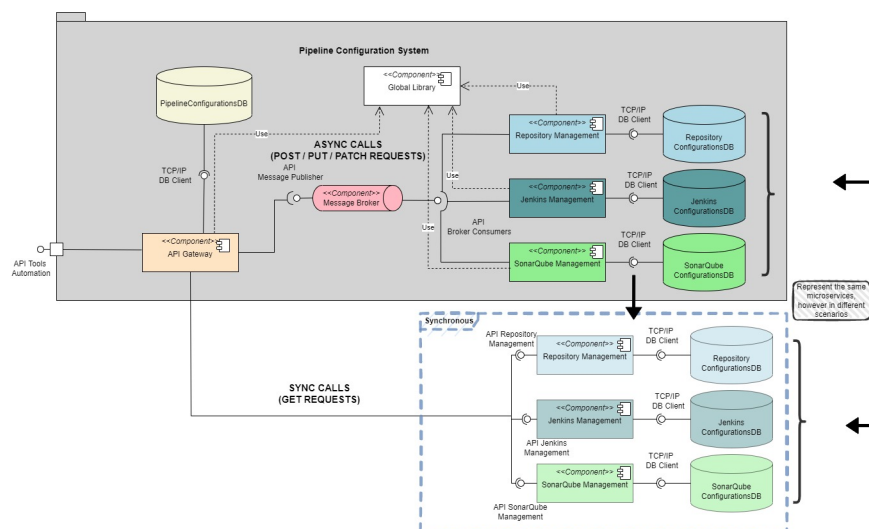 Pipeline Configuration System
<<Component>>
Global Library
PipelineConfigurationsDB
Use
Use
Use
Use
ASYNC CALLS
(POST / PUT / PATCH REQUESTS)
TCP/IP
DB Client
API
Message Publisher
<<Component>>
Message Broker
API
Broker Consumers
<<Component>>
Repository Management
TCP/IP
DB Client
Repository
ConfigurationsDB
<<Component>>
Jenkins Management
TCP/IP
DB Client
Jenkins
ConfigurationsDB
<<Component>>
SonarQube Management
TCP/IP
DB Client
SonarQube
ConfigurationsDB
<<Component>>
API Gateway
API Tools
Automation
Represent the same
microservices,
however in different
scenarios
Synchronous
SYNC CALLS
(GET REQUESTS)
API Repository
Management
<<Component>>
Repository Management
TCP/IP
DB Client
Repository
ConfigurationsDB
API Jenkins
Management
<<Component>>
Jenkins Management
TCP/IP
DB Client
Jenkins
ConfigurationsDB
API SonarQube
Management
<<Component>>
SonarQube Management
TCP/IP
DB Client
SonarQube
ConfigurationsDB